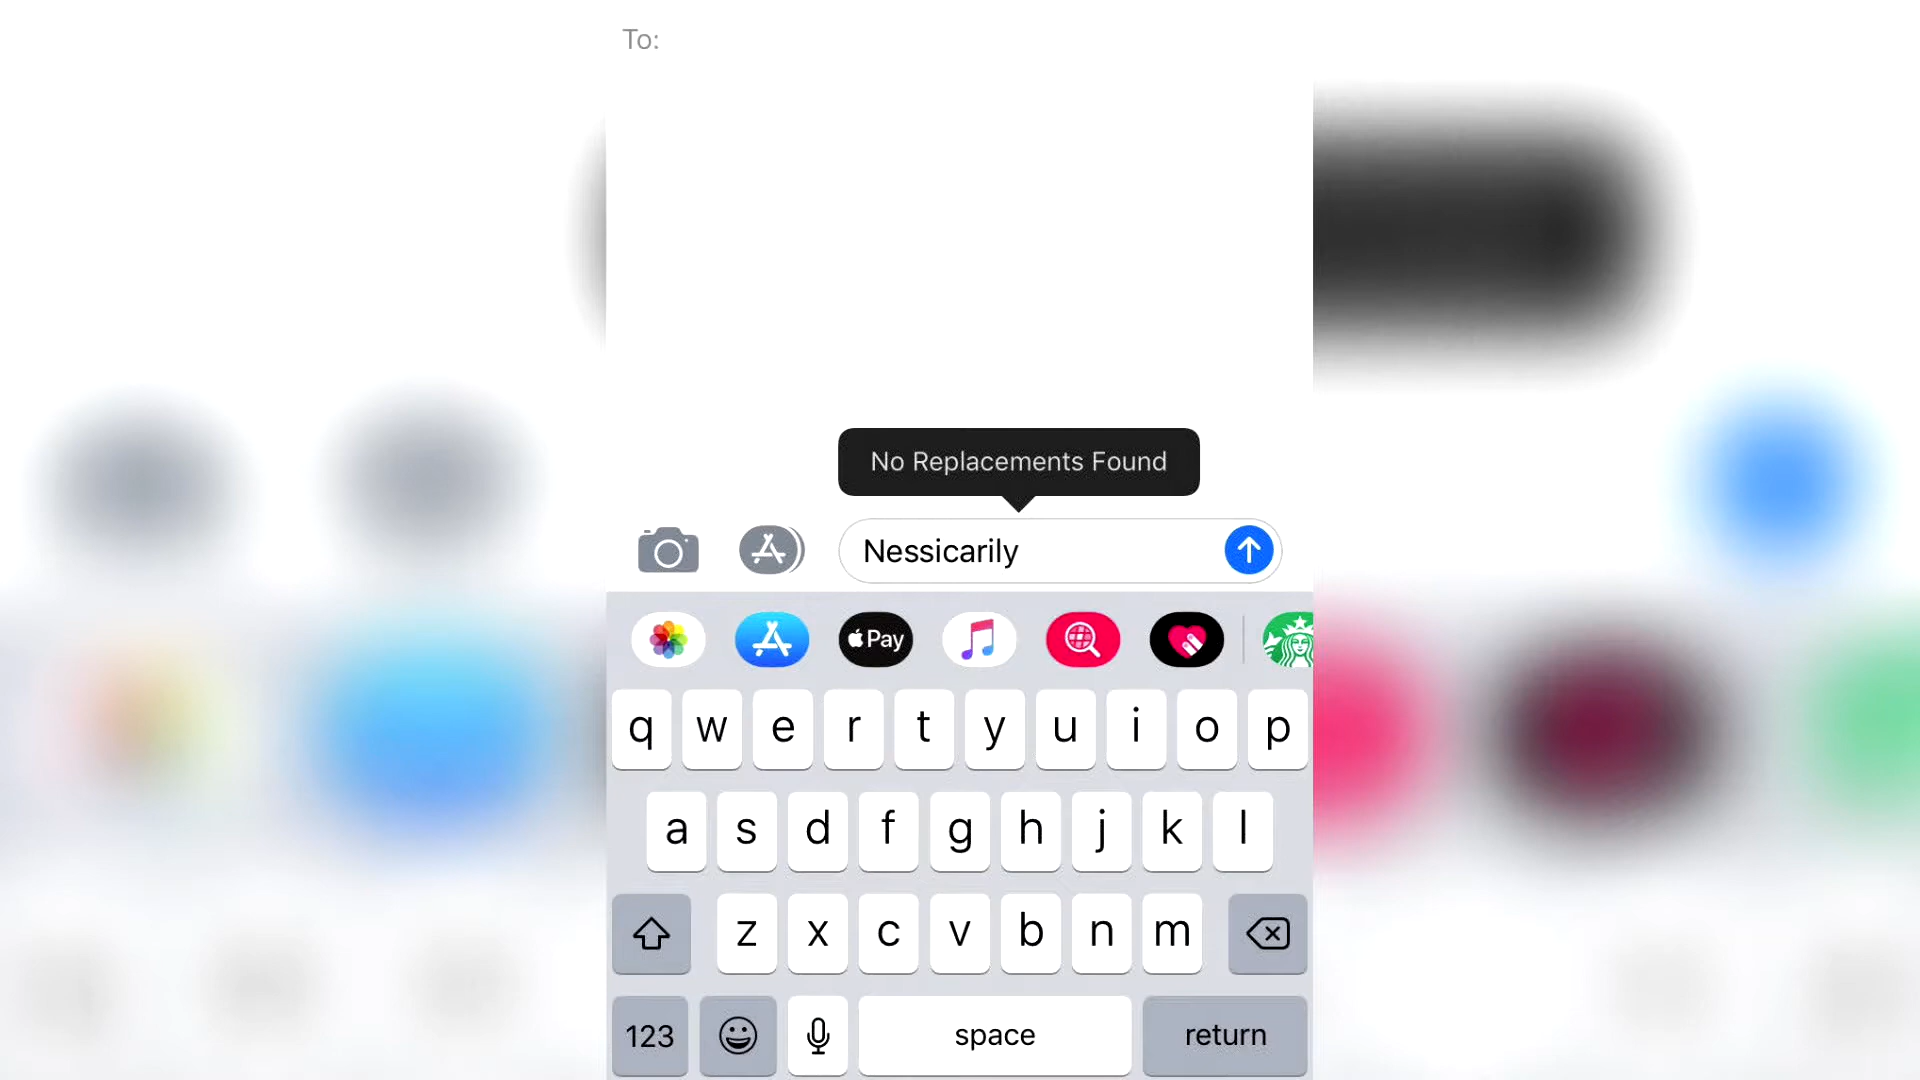 To:
No Replacements Found
Nessicarily
Pay
q w e r t y u i o p
a s d f g h j k l
z x c v b n m
123 space return